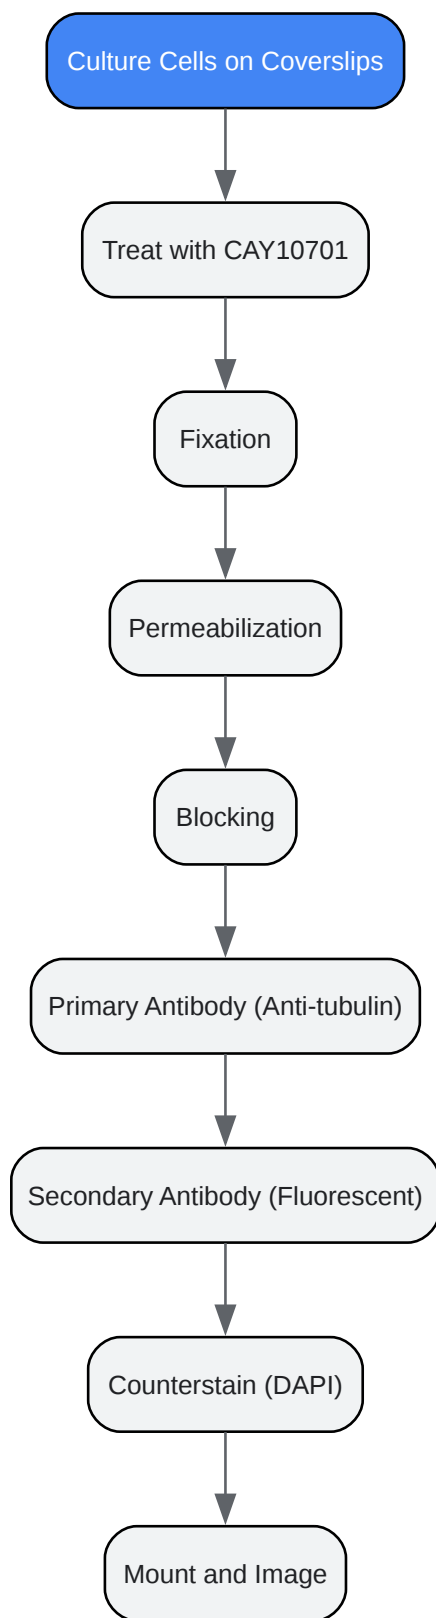 Culture Cells on Coverslips
Treat with CAY10701
Fixation
Permeabilization
Blocking
Primary Antibody (Anti-tubulin)
Secondary Antibody (Fluorescent)
Counterstain (DAPI)
Mount and Image